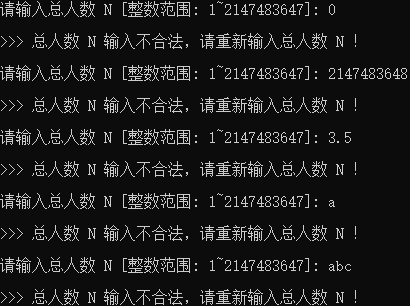 请输入总人数 N [整数范围: 1~2147483647]: 0
>>> 总人数 N 输入不合法，请重新输入总人数 N !
请输入总人数 N [整数范围: 1~2147483647]: 2147483648
>>> 总人数 N 输入不合法，请重新输入总人数 N !
请输入总人数 N [整数范围: 1~2147483647]: 3.5
>>> 总人数 N 输入不合法，请重新输入总人数 N !
请输入总人数 N [整数范围: 1~2147483647]: a
>>> 总人数 N 输入不合法，请重新输入总人数 N !
请输入总人数 N [整数范围: 1~2147483647]: abc
>>> 总人数 N 输入不合法，请重新输入总人数 N !